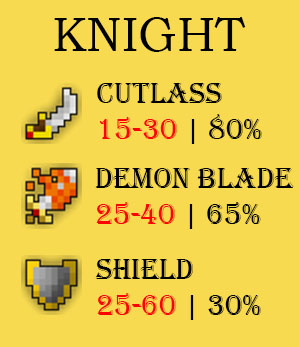 KNIGHT
CUTLASS
15-30 | 80%
DEMON BLADE
25-40 | 65%
SHIELD
25-60 | 30%